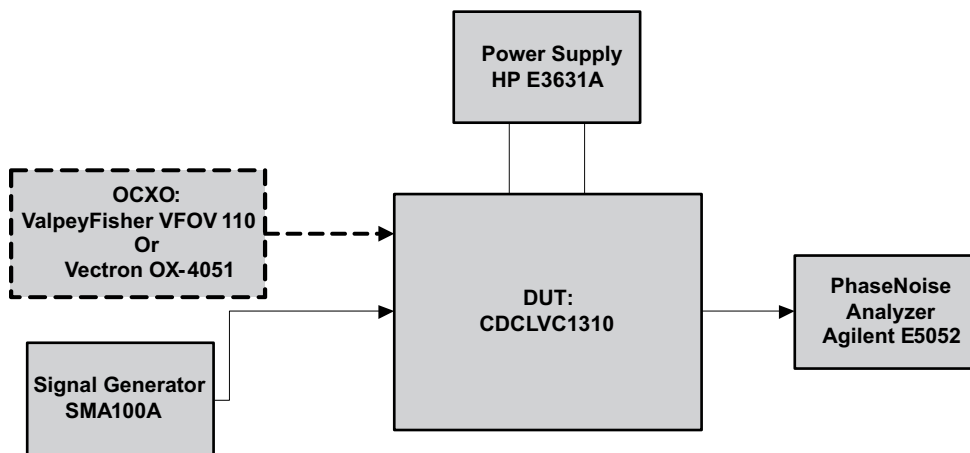 Power Supply
HP E3631A
OCXO:
ValpeyFisher VFOV 110
Or
Vectron OX-4051
DUT:
CDCLVC1310
PhaseNoise
Analyzer
Agilent E5052
Signal Generator
SMA100A